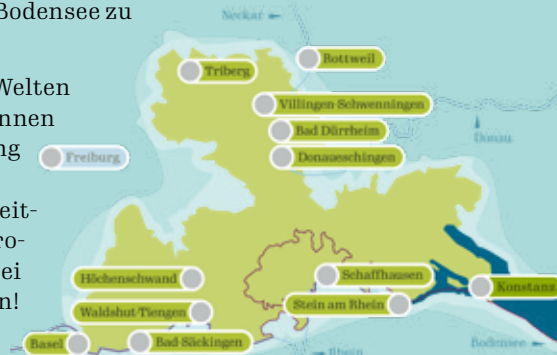 Bodensee zu
Welten
nnen
ng
eit-
ro-
ei
n!
Neckar
Rottweil
Triberg
Villingen-Schwenningen
Bad Dürrheim
Donau
Donaueschingen
Freiburg
Höchenschwand
Schaffhausen
Konstanz
Waldshut-Tiengen
Stein am Rhein
Basel
Bad Säckingen
Rhein
Bodensee